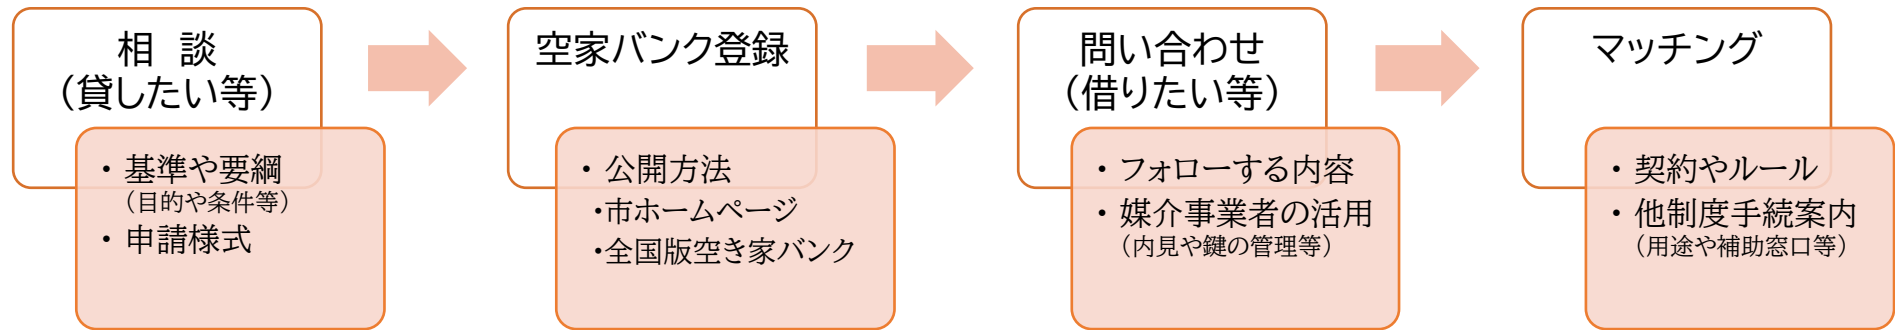 相　談
（貸したい等）
・基準や要綱
（目的や条件等）
・申請様式
空家バンク登録
・公開方法
・市ホームページ
・全国版空き家バンク
問い合わせ
（借りたい等）
・フォローする内容
・媒介事業者の活用
（内見や鍵の管理等）
マッチング
・契約やルール
・他制度手続案内
（用途や補助窓口等）